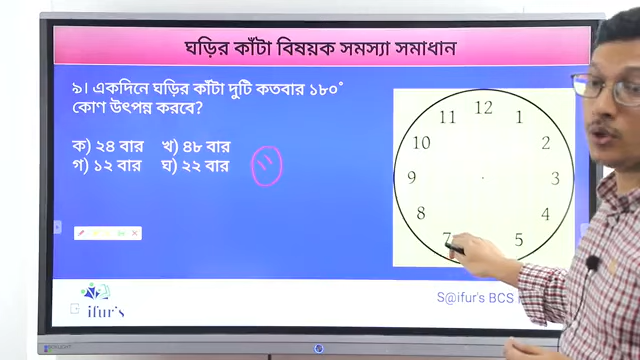 ঘড়ির কাঁটা বিষয়ক সমস্যা সমাধান
৯। একদিনে ঘড়ির কাঁটা দুটি কতবার ১৮০°
কোণ উৎপন্ন করবে?
ক) ২৪ বার খ) ৪৮ বার
গ) ১২ বার ঘ) ২২ বার
১১
12
11 1
10 2
9 3
8 4
7 5
ifur's
S@ifur's BCS